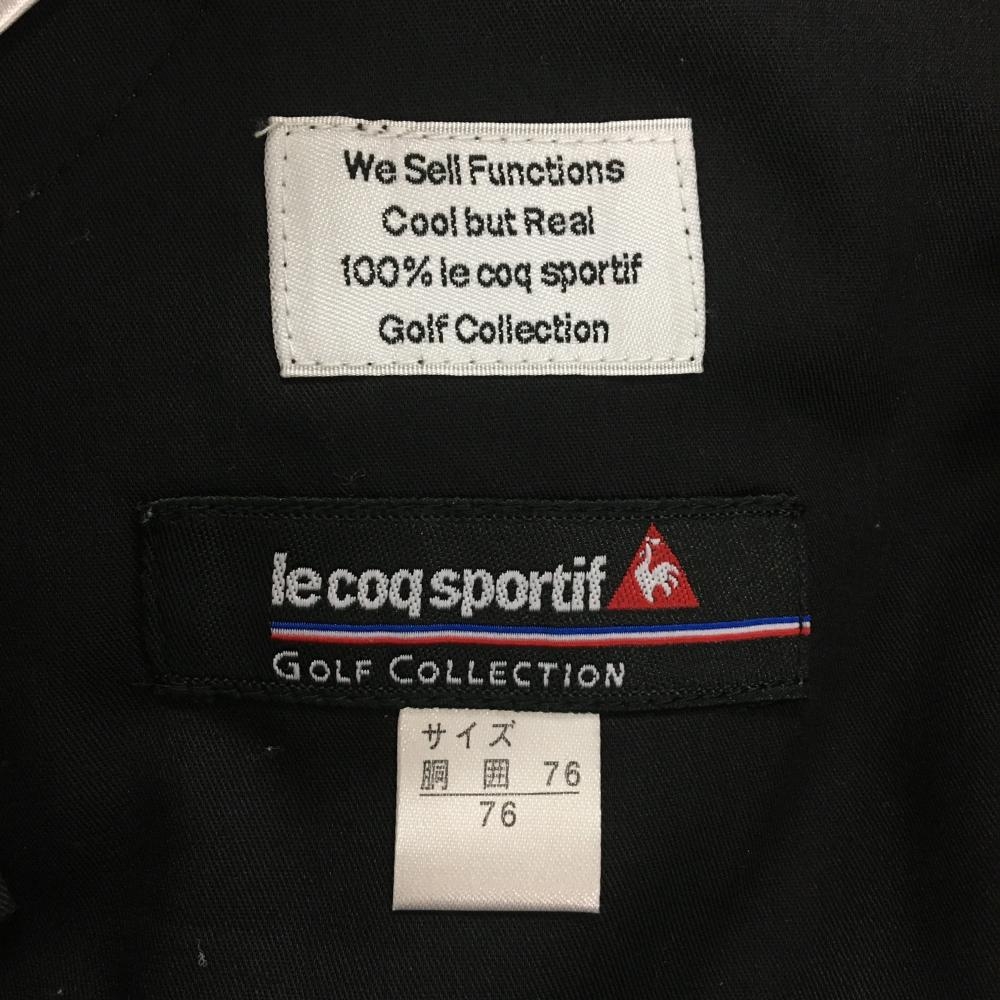 We Sell Functions
Cool but Real
100% le coq sportif
Golf Collection
le coq sportif
GOLF COLLECTION
サイズ
胴 囲 76
76